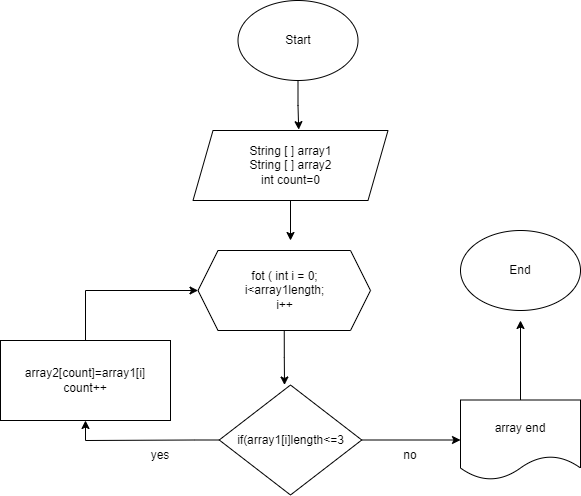 Start
String [ ] array1
String [ ] array2
int count=0
fot ( int i = 0;
i<array1length;
i++
End
array2[count]=array1[i]
count++
if(array1[i]length<=3
array end
yes
no